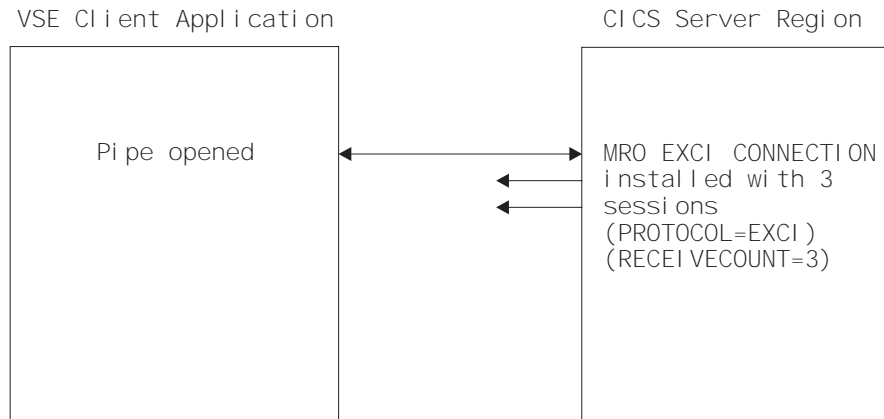 VSE Client Application
CICS Server Region
Pipe opened
MRO EXCI CONNECTION
installed with 3
sessions
(PROTOCOL=EXCI)
(RECEIVECOUNT=3)